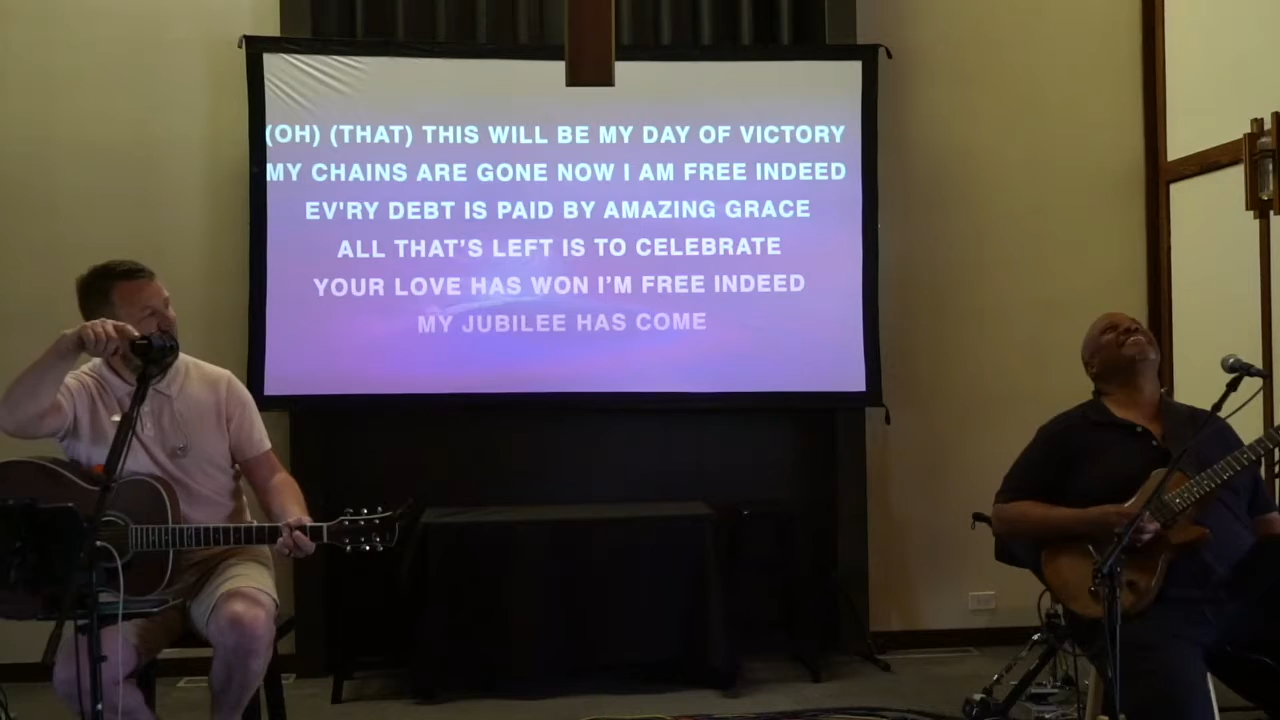 (OH) (THAT) THIS WILL BE MY DAY OF VICTORY
MY CHAINS ARE GONE NOW I AM FREE INDEED
EV'RY DEBT IS PAID BY AMAZING GRACE
ALL THAT'S LEFT IS TO CELEBRATE
YOUR LOVE HAS WON I'M FREE INDEED
MY JUBILEE HAS COME